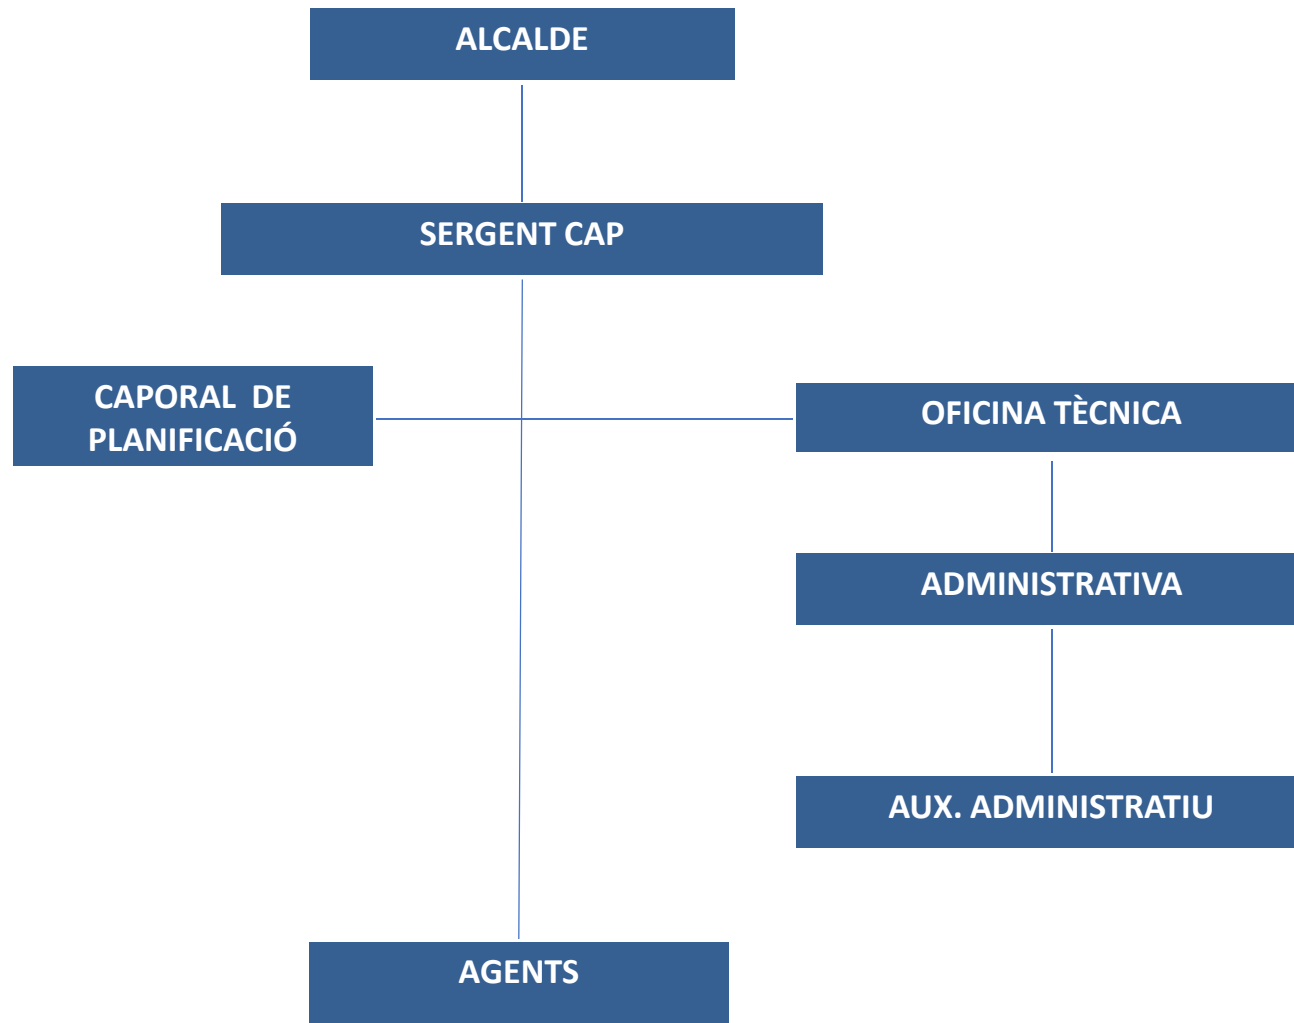 ALCALDE
SERGENT CAP
CAPORAL  DE
PLANIFICACIÓ
OFICINA TÈCNICA
ADMINISTRATIVA
AUX. ADMINISTRATIU
AGENTS